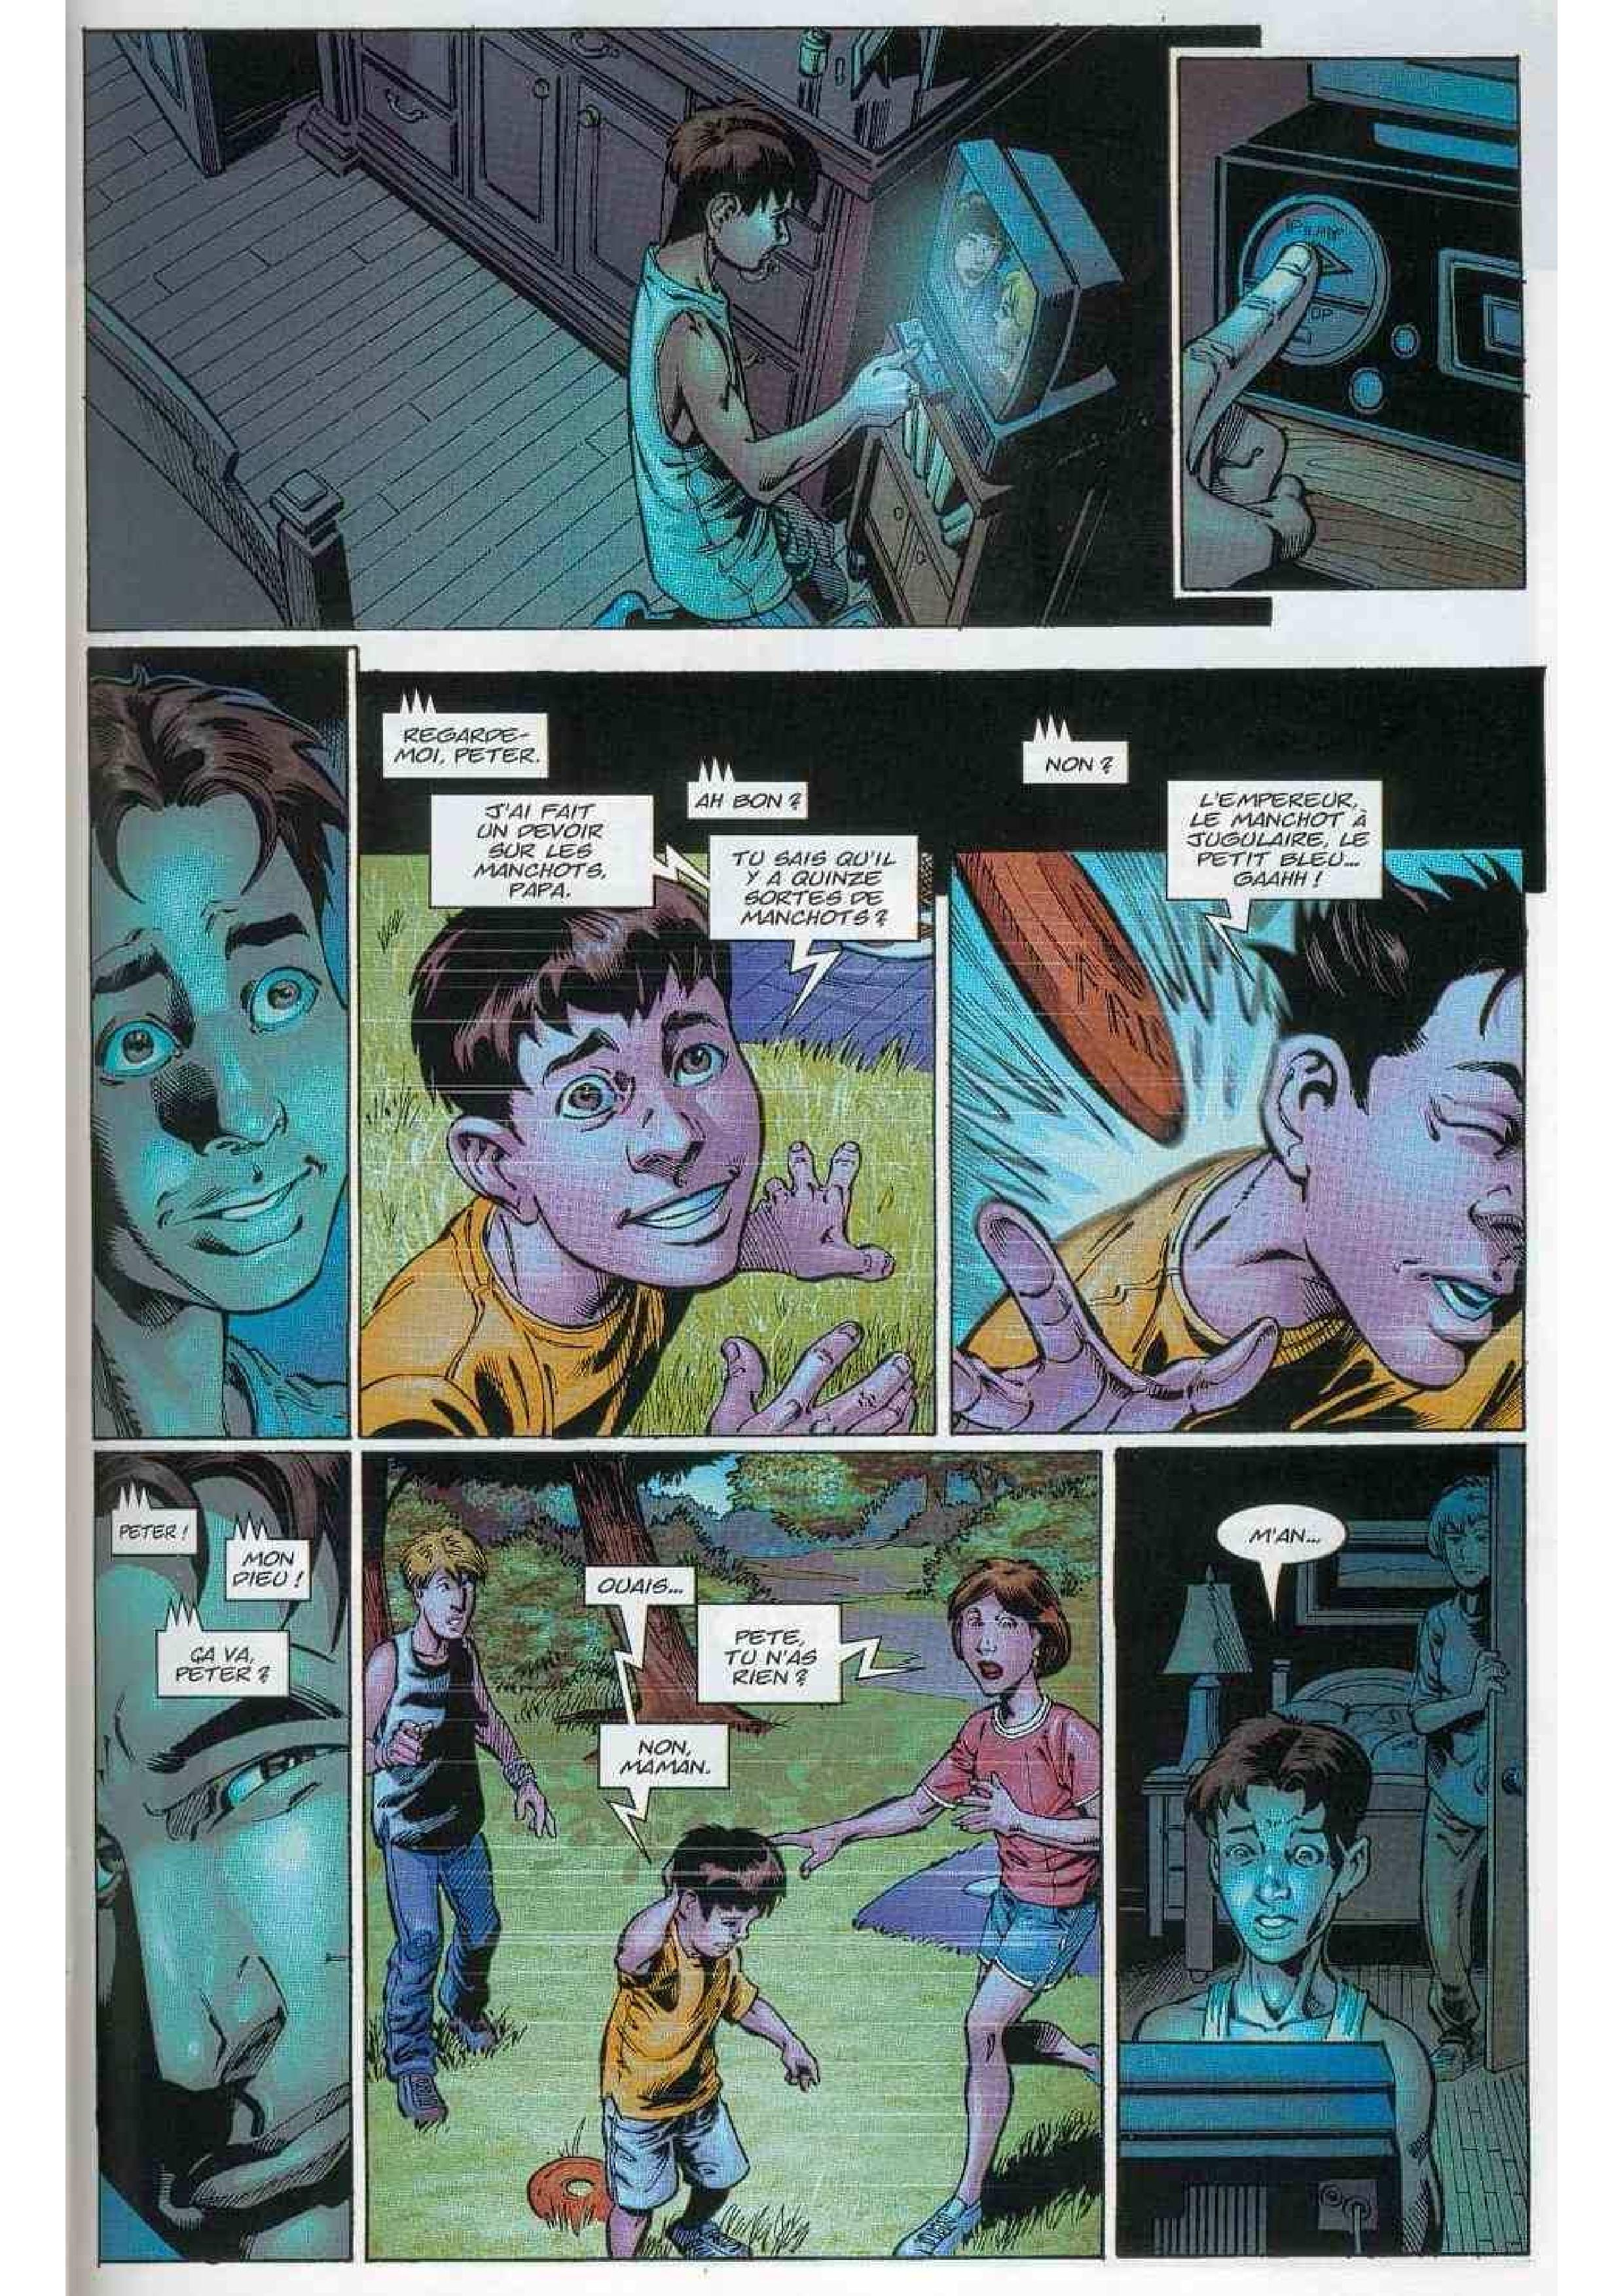 PLAY
REGARDE-
MOI, PETER.
J'AI FAIT
UN DEVOIR
SUR LES
MANCHOTS,
PAPA.
AH BON ?
TU SAIS QU'IL
Y A QUINZE
SORTES DE
MANCHOTS ?
NON ?
L'EMPEREUR,
LE MANCHOT À
JUGULAIRE, LE
PETIT BLEU...
GAAHH !
PETER !
MON
DIEU !
ÇA VA,
PETER ?
OUAIS...
PETE,
TU N'AS
RIEN ?
NON,
MAMAN.
M'AN...